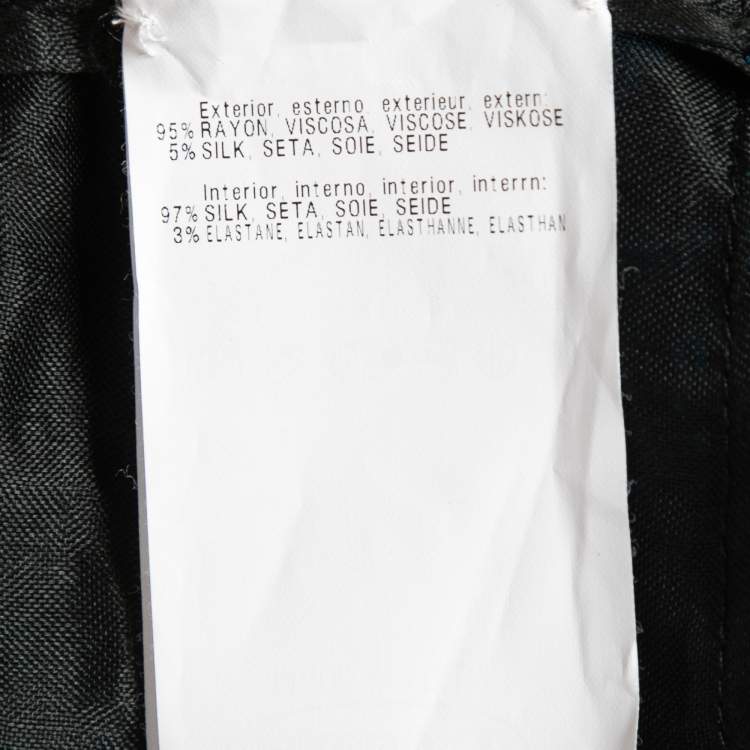 Exterior, esterno, exterieur, extern:
95% RAYON, VISCOSA, VISCOSE, VISKOSE
5% SILK, SETA, SOIE, SEIDE
Interior, interno, interior, interrn:
97% SILK, SETA, SOIE, SEIDE
3% ELASTANE, ELASTAN, ELASTHANNE, ELASTHAN